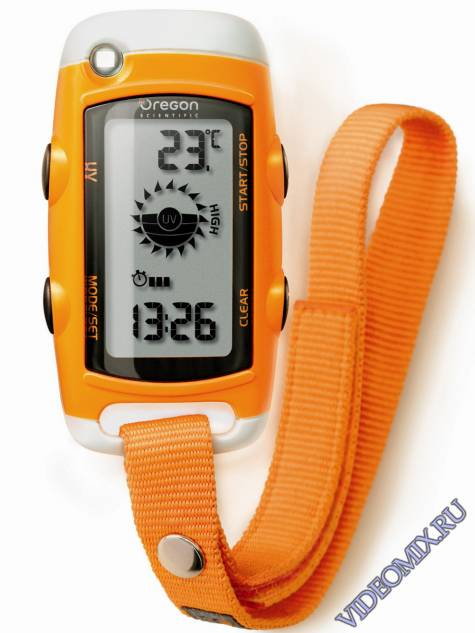 Oregon
SCIENTIFIC
23.°C
UV
START/STOP
UV
HIGH
MODE/SET
CLEAR
13:26
VIDEOMIX.RU